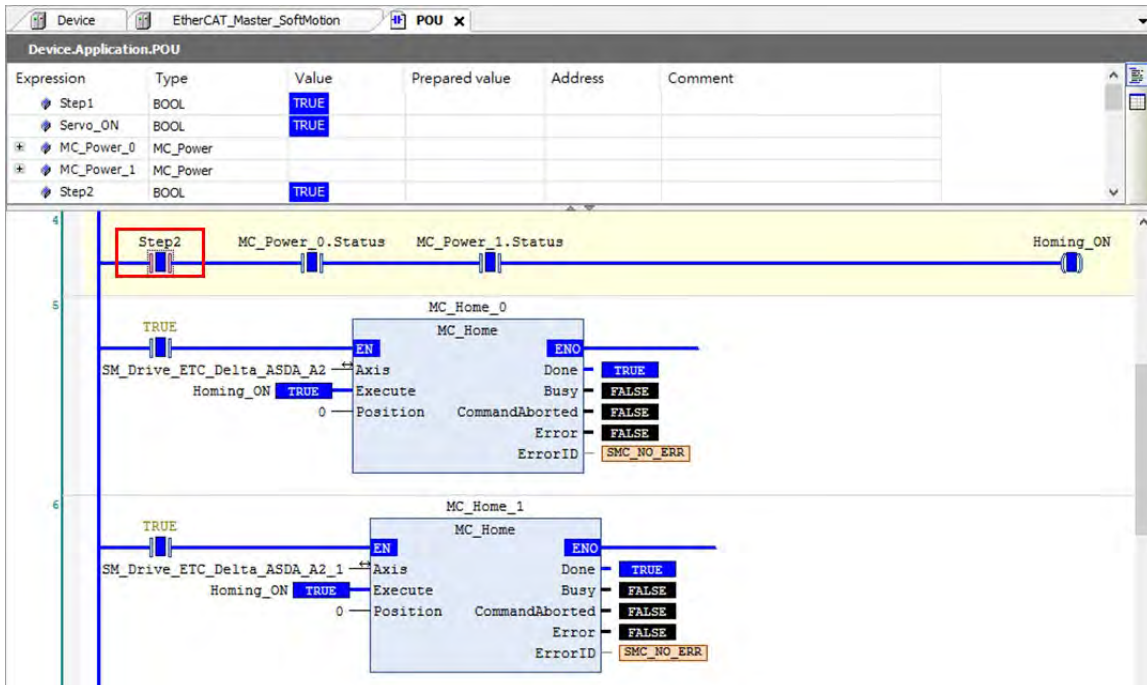 Device EtherCAT_Master_SoftMotion POU X
Device.Application.POU
Expression Type Value Prepared value Address Comment
Step1 BOOL TRUE
Servo_ON BOOL TRUE
MC_Power_0 MC_Power
MC_Power_1 MC_Power
Step2 BOOL TRUE
4
Step2 MC_Power_0.Status MC_Power_1.Status Homing_ON
5
MC_Home_0
TRUE MC_Home
EN ENO
SM_Drive_ETC_Delta_ASDA_A2 Axis Done TRUE
Homing_ON TRUE Execute Busy FALSE
0 Position CommandAborted FALSE
Error FALSE
ErrorID SMC_NO_ERR
6
MC_Home_1
TRUE MC_Home
EN ENO
SM_Drive_ETC_Delta_ASDA_A2_1 Axis Done TRUE
Homing_ON TRUE Execute Busy FALSE
0 Position CommandAborted FALSE
Error FALSE
ErrorID SMC_NO_ERR